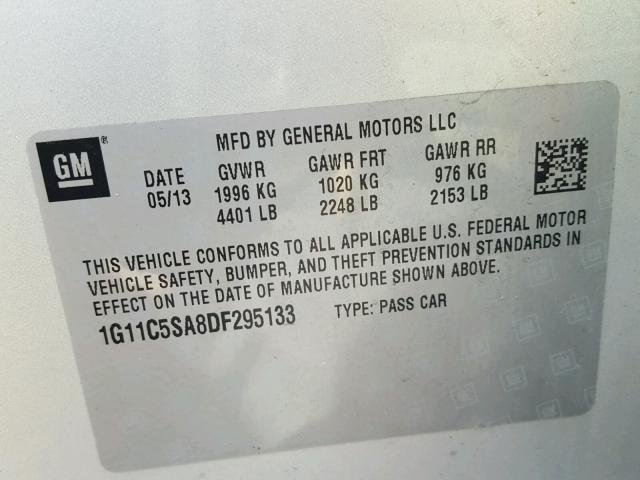 GM ®
MFD BY GENERAL MOTORS LLC
DATE GVWR GAWR FRT GAWR RR
05/13 1996 KG 1020 KG 976 KG
4401 LB 2248 LB 2153 LB
THIS VEHICLE CONFORMS TO ALL APPLICABLE U.S. FEDERAL MOTOR
VEHICLE SAFETY, BUMPER, AND THEFT PREVENTION STANDARDS IN
EFFECT ON THE DATE OF MANUFACTURE SHOWN ABOVE.
1G11C5SA8DF295133 TYPE: PASS CAR